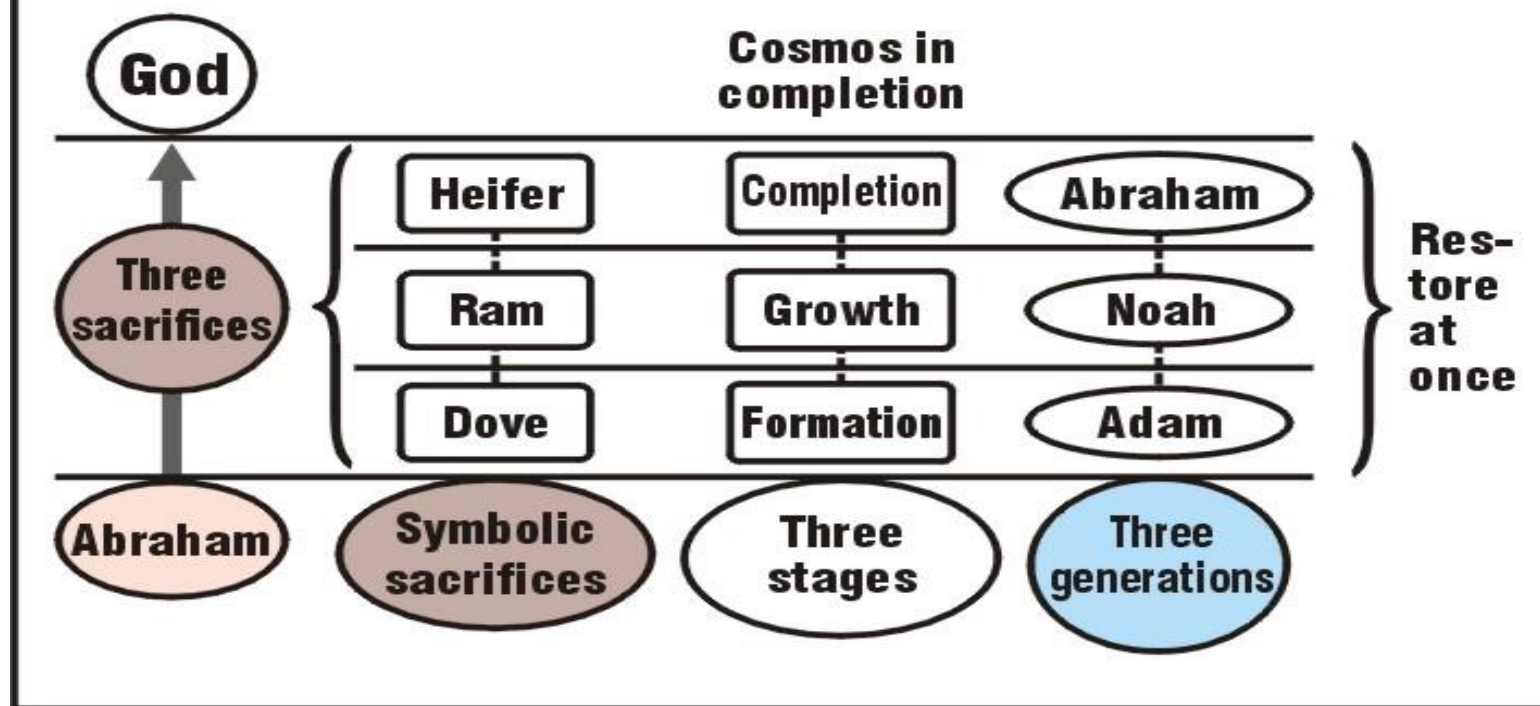 God
Cosmos in
completion
Heifer
Completion
Abraham
Three
sacrifices
Ram
Growth
Noah
Res-
tore
at
once
Dove
Formation
Adam
Abraham
Symbolic
sacrifices
Three
stages
Three
generations